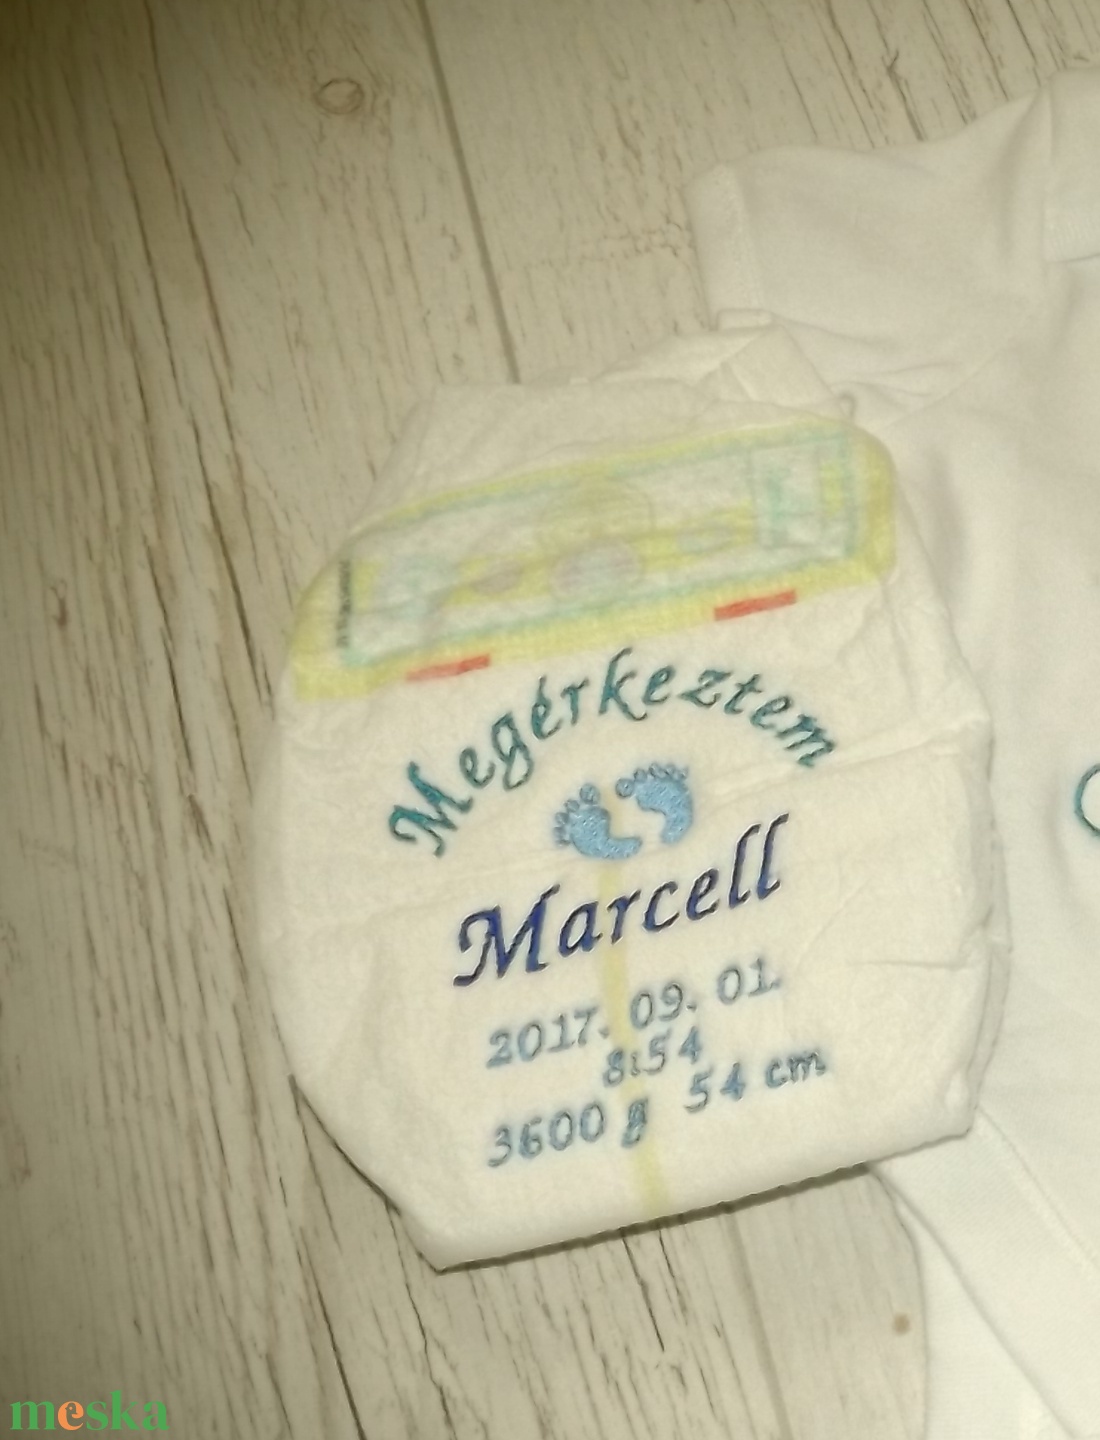 Megérkeztem
Marcell
2017. 09. 01.
8:54
3600 g 54 cm
meska